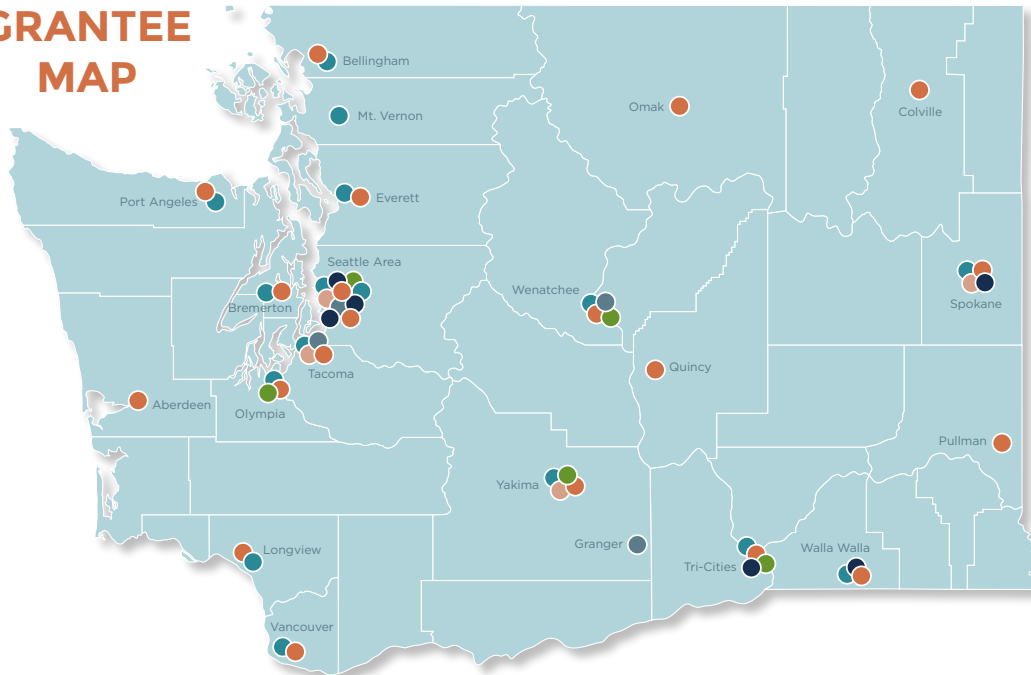 GRANTEE
MAP
Bellingham
Mt. Vernon
Omak
Colville
Port Angeles
Everett
Seattle Area
Bremerton
Wenatchee
Spokane
Tacoma
Quincy
Aberdeen
Olympia
Pullman
Yakima
Granger
Longview
Tri-Cities
Walla Walla
Vancouver